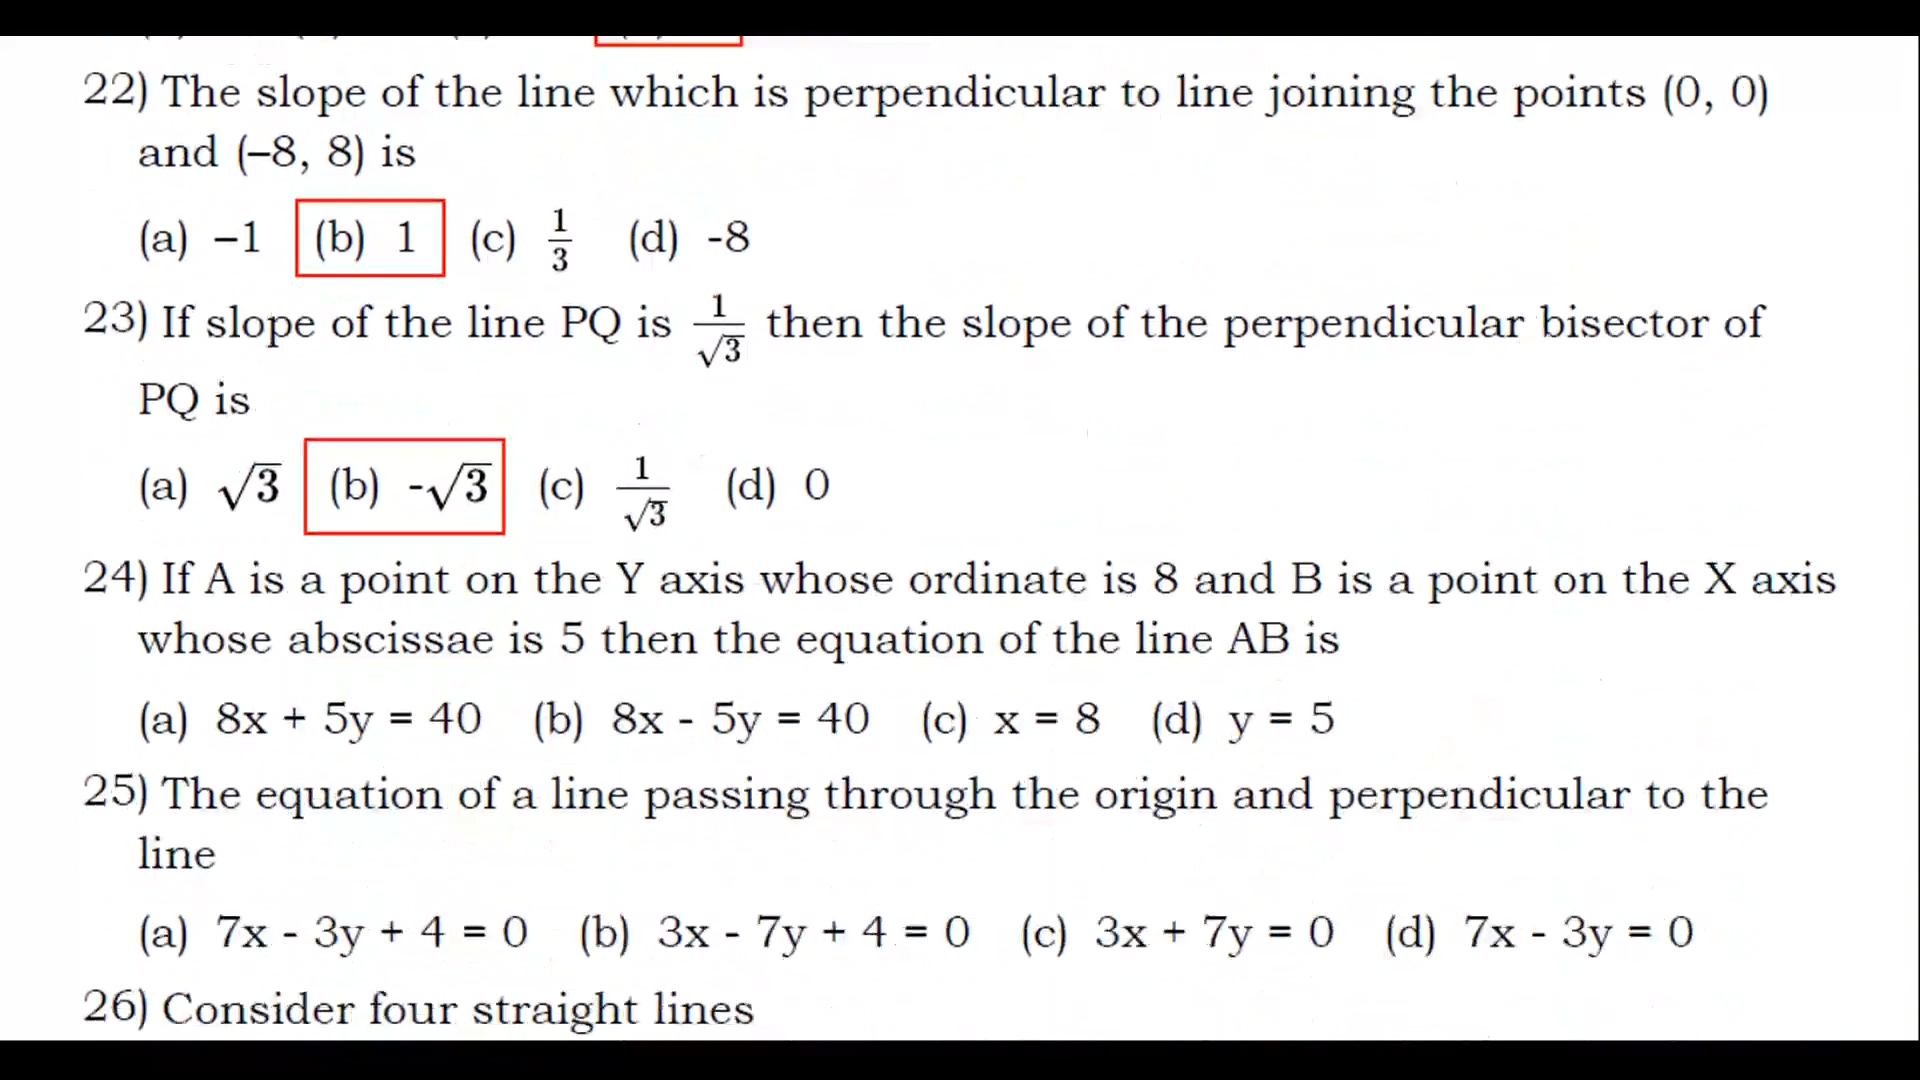 22) The slope of the line which is perpendicular to line joining the points (0, 0)
and (–8, 8) is
(a) –1 (b) 1 (c) 1/3 (d) -8
23) If slope of the line PQ is 1/√3 then the slope of the perpendicular bisector of
PQ is
(a) √3 (b) -√3 (c) 1/√3 (d) 0
24) If A is a point on the Y axis whose ordinate is 8 and B is a point on the X axis
whose abscissae is 5 then the equation of the line AB is
(a) 8x + 5y = 40 (b) 8x - 5y = 40 (c) x = 8 (d) y = 5
25) The equation of a line passing through the origin and perpendicular to the
line
(a) 7x - 3y + 4 = 0 (b) 3x - 7y + 4 = 0 (c) 3x + 7y = 0 (d) 7x - 3y = 0
26) Consider four straight lines